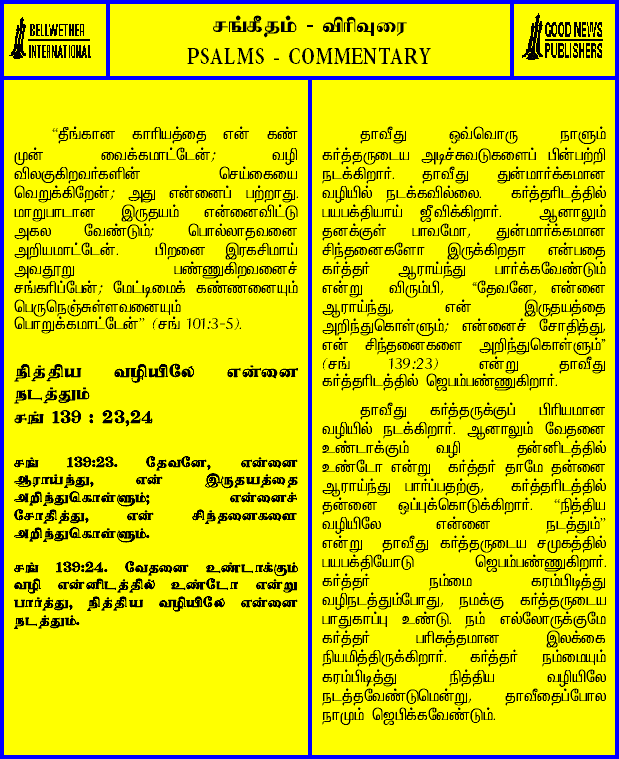 BELLWETHER
INTERNATIONAL
சங்கீதம் - விரிவுரை
PSALMS - COMMENTARY
GOOD NEWS
PUBLISHERS
“தீங்கான காரியத்தை என் கண்
முன் வைக்கமாட்டேன்; வழி
விலகுகிறவர்களின் செய்கையை
வெறுக்கிறேன்; அது என்னைப் பற்றாது.
மாறுபாடான இருதயம் என்னைவிட்டு
அகல வேண்டும்; பொல்லாதவனை
அறியமாட்டேன். பிறனை இரகசிமாய்
அவதூறு பண்ணுகிறவனைச்
சங்கரிப்பேன்; மேட்டிமைக் கண்ணனையும்
பெருநெஞ்சுள்ளவனையும்
பொறுக்கமாட்டேன்” (சங் 101:3-5).
நித்திய வழியிலே என்னை
நடத்தும்
சங் 139 : 23,24
சங் 139:23. தேவனே, என்னை
ஆராய்ந்து, என் இருதயத்தை
அறிந்துகொள்ளும்; என்னைச்
சோதித்து, என் சிந்தனைகளை
அறிந்துகொள்ளும்.
சங் 139:24. வேதனை உண்டாக்கும்
வழி என்னிடத்தில் உண்டோ என்று
பார்த்து, நித்திய வழியிலே என்னை
நடத்தும்.
தாவீது ஒவ்வொரு நாளும்
கர்த்தருடைய அடிச்சுவடுகளைப் பின்பற்றி
நடக்கிறார். தாவீது துன்மார்க்கமான
வழியில் நடக்கவில்லை. கர்த்தரிடத்தில்
பயபக்தியாய் ஜீவிக்கிறார். ஆனாலும்
தனக்குள் பாவமோ, துன்மார்க்கமான
சிந்தனைகளோ இருக்கிறதா என்பதை
கர்த்தர் ஆராய்ந்து பார்க்கவேண்டும்
என்று விரும்பி, “தேவனே, என்னை
ஆராய்ந்து, என் இருதயத்தை
அறிந்துகொள்ளும்; என்னைச் சோதித்து,
என் சிந்தனைகளை அறிந்துகொள்ளும்”
(சங் 139:23) என்று தாவீது
கர்த்தரிடத்தில் ஜெபம்பண்ணுகிறார்.
தாவீது கர்த்தருக்குப் பிரியமான
வழியில் நடக்கிறார். ஆனாலும் வேதனை
உண்டாக்கும் வழி தன்னிடத்தில்
உண்டோ என்று கர்த்தர் தாமே தன்னை
ஆராய்ந்து பார்ப்பதற்கு, கர்த்தரிடத்தில்
தன்னை ஒப்புக்கொடுக்கிறார். “நித்திய
வழியிலே என்னை நடத்தும்”
என்று தாவீது கர்த்தருடைய சமுகத்தில்
பயபக்தியோடு ஜெபம்பண்ணுகிறார்.
கர்த்தர் நம்மை கரம்பிடித்து
வழிநடத்தும்போது, நமக்கு கர்த்தருடைய
பாதுகாப்பு உண்டு. நம் எல்லோருக்குமே
கர்த்தர் பரிசுத்தமான இலக்கை
நியமித்திருக்கிறார். கர்த்தர் நம்மையும்
கரம்பிடித்து நித்திய வழியிலே
நடத்தவேண்டுமென்று, தாவீதைப்போல
நாமும் ஜெபிக்கவேண்டும்.